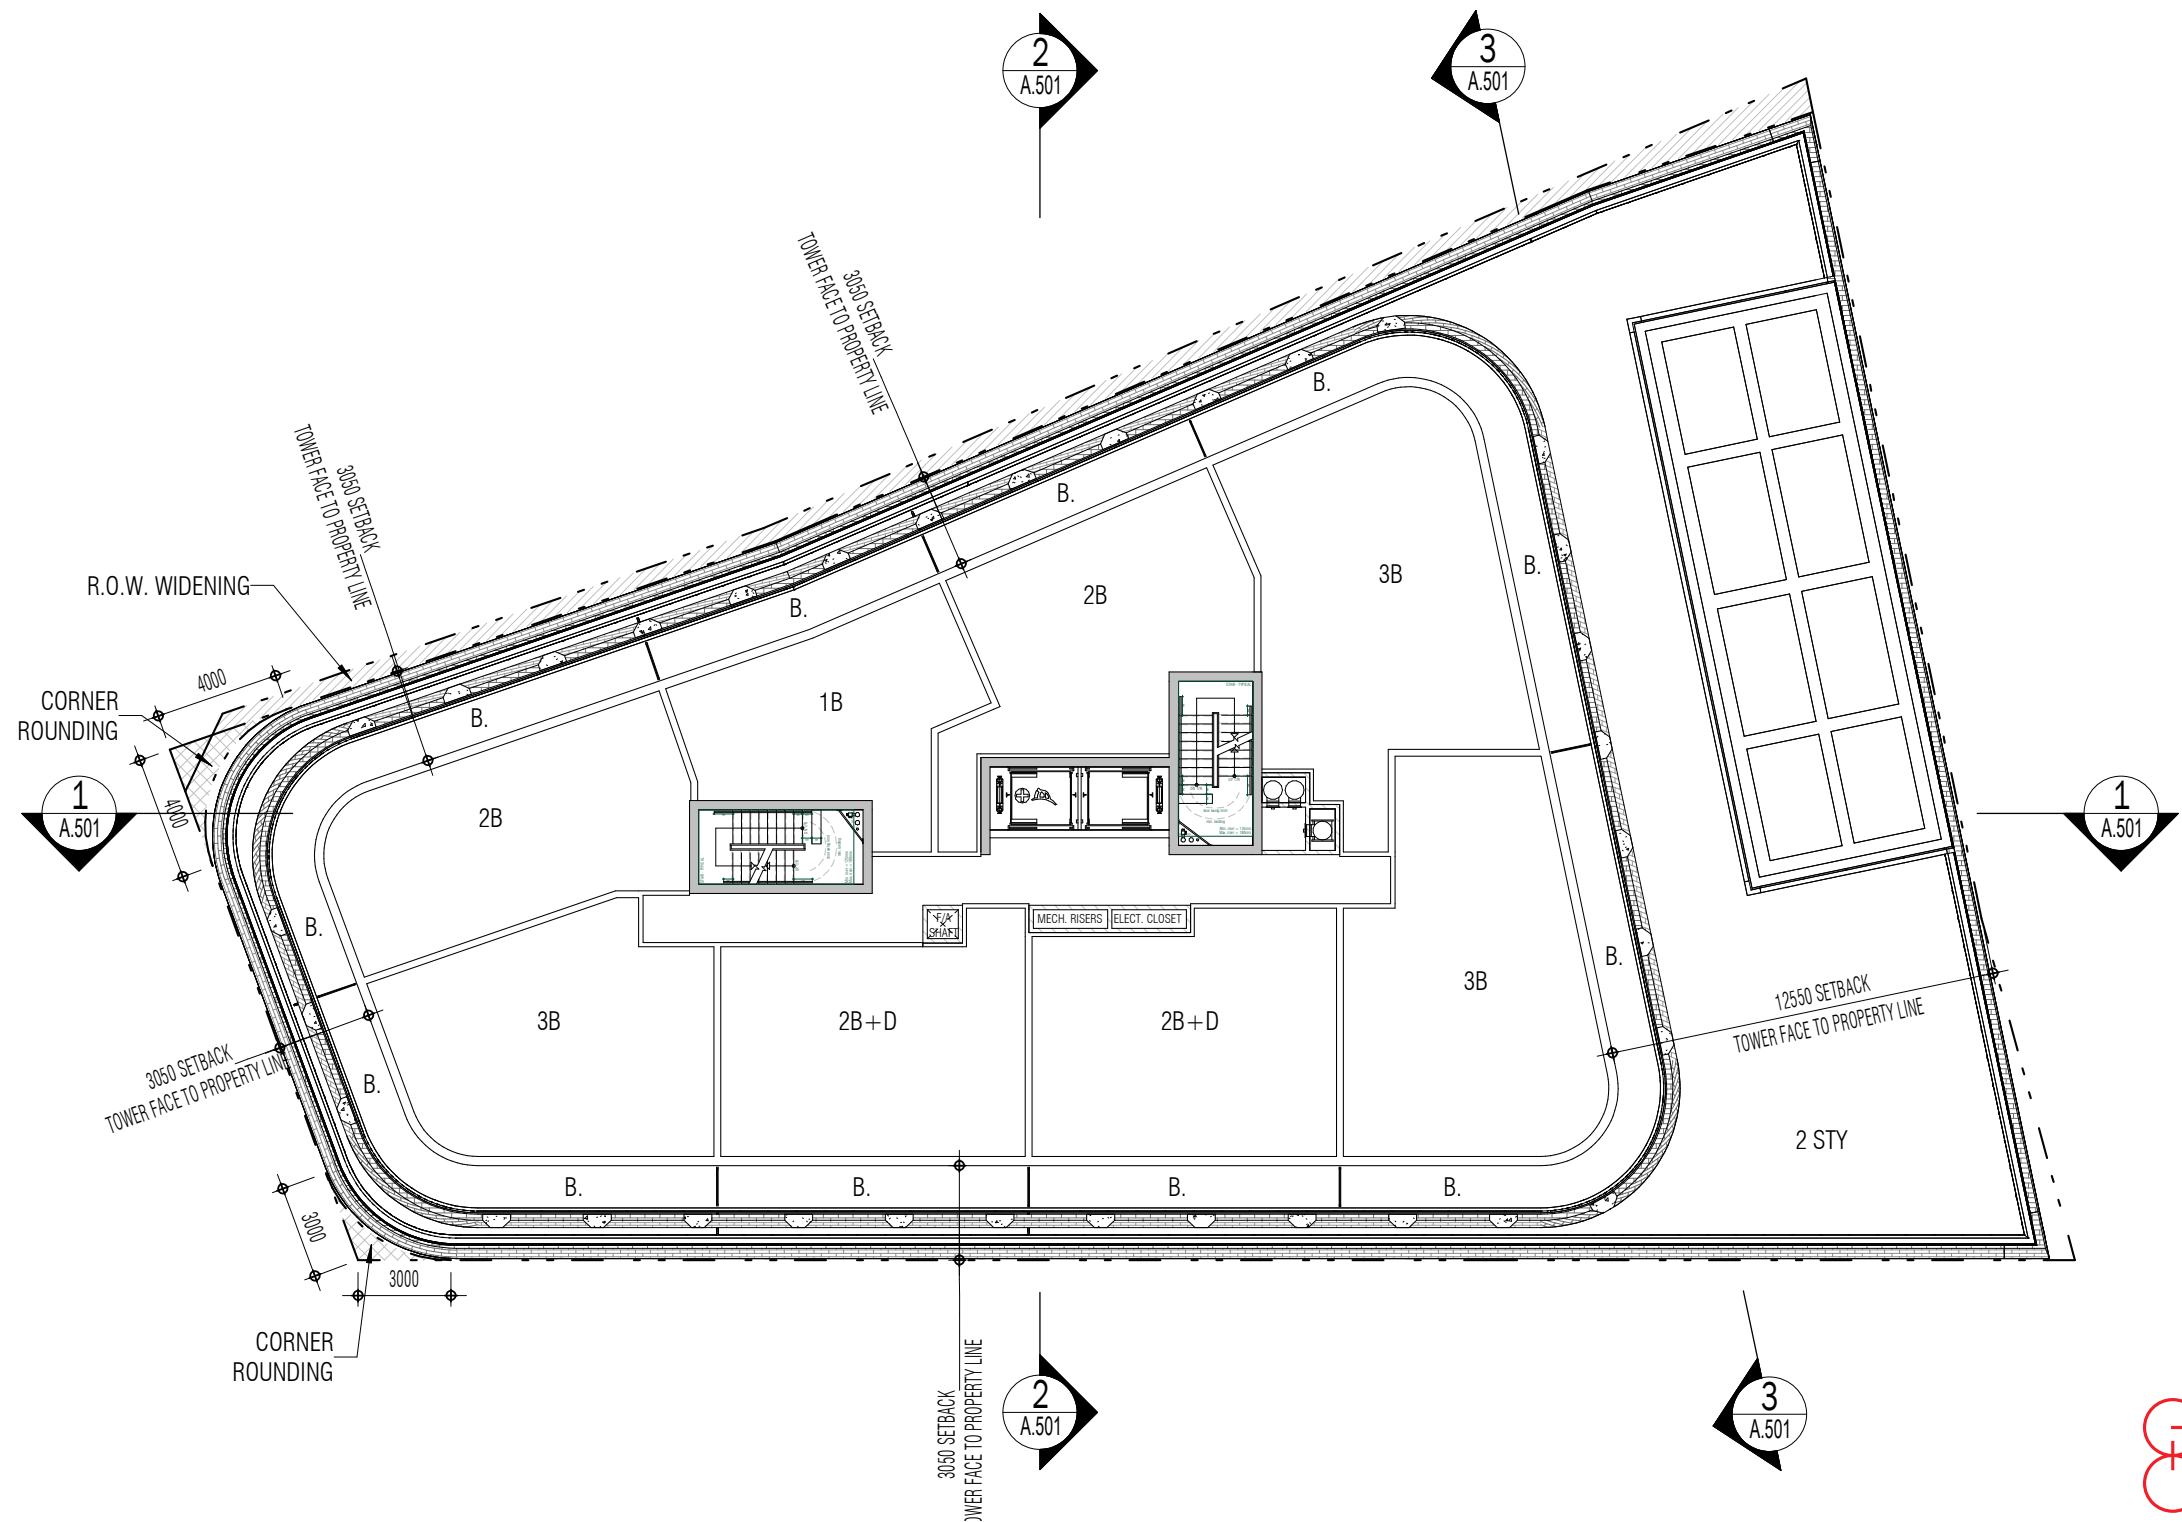 2
A.501
3
A.501
3050 SETBACK
TOWER FACE TO PROPERTY LINE
3050 SETBACK
TOWER FACE TO PROPERTY LINE
R.O.W. WIDENING
4000
CORNER
ROUNDING
4000
1
A.501
1
A.501
B.
B.
B.
B.
2B
3B
1B
2B
B.
B.
B.
F/A
SHAFT
MECH. RISERS
ELECT. CLOSET
3B
2B+D
2B+D
3B
3050 SETBACK
TOWER FACE TO PROPERTY LINE
B.
12550 SETBACK
TOWER FACE TO PROPERTY LINE
2 STY
B.
B.
B.
B.
3000
3000
CORNER
ROUNDING
3050 SETBACK
TOWER FACE TO PROPERTY LINE
2
A.501
3
A.501